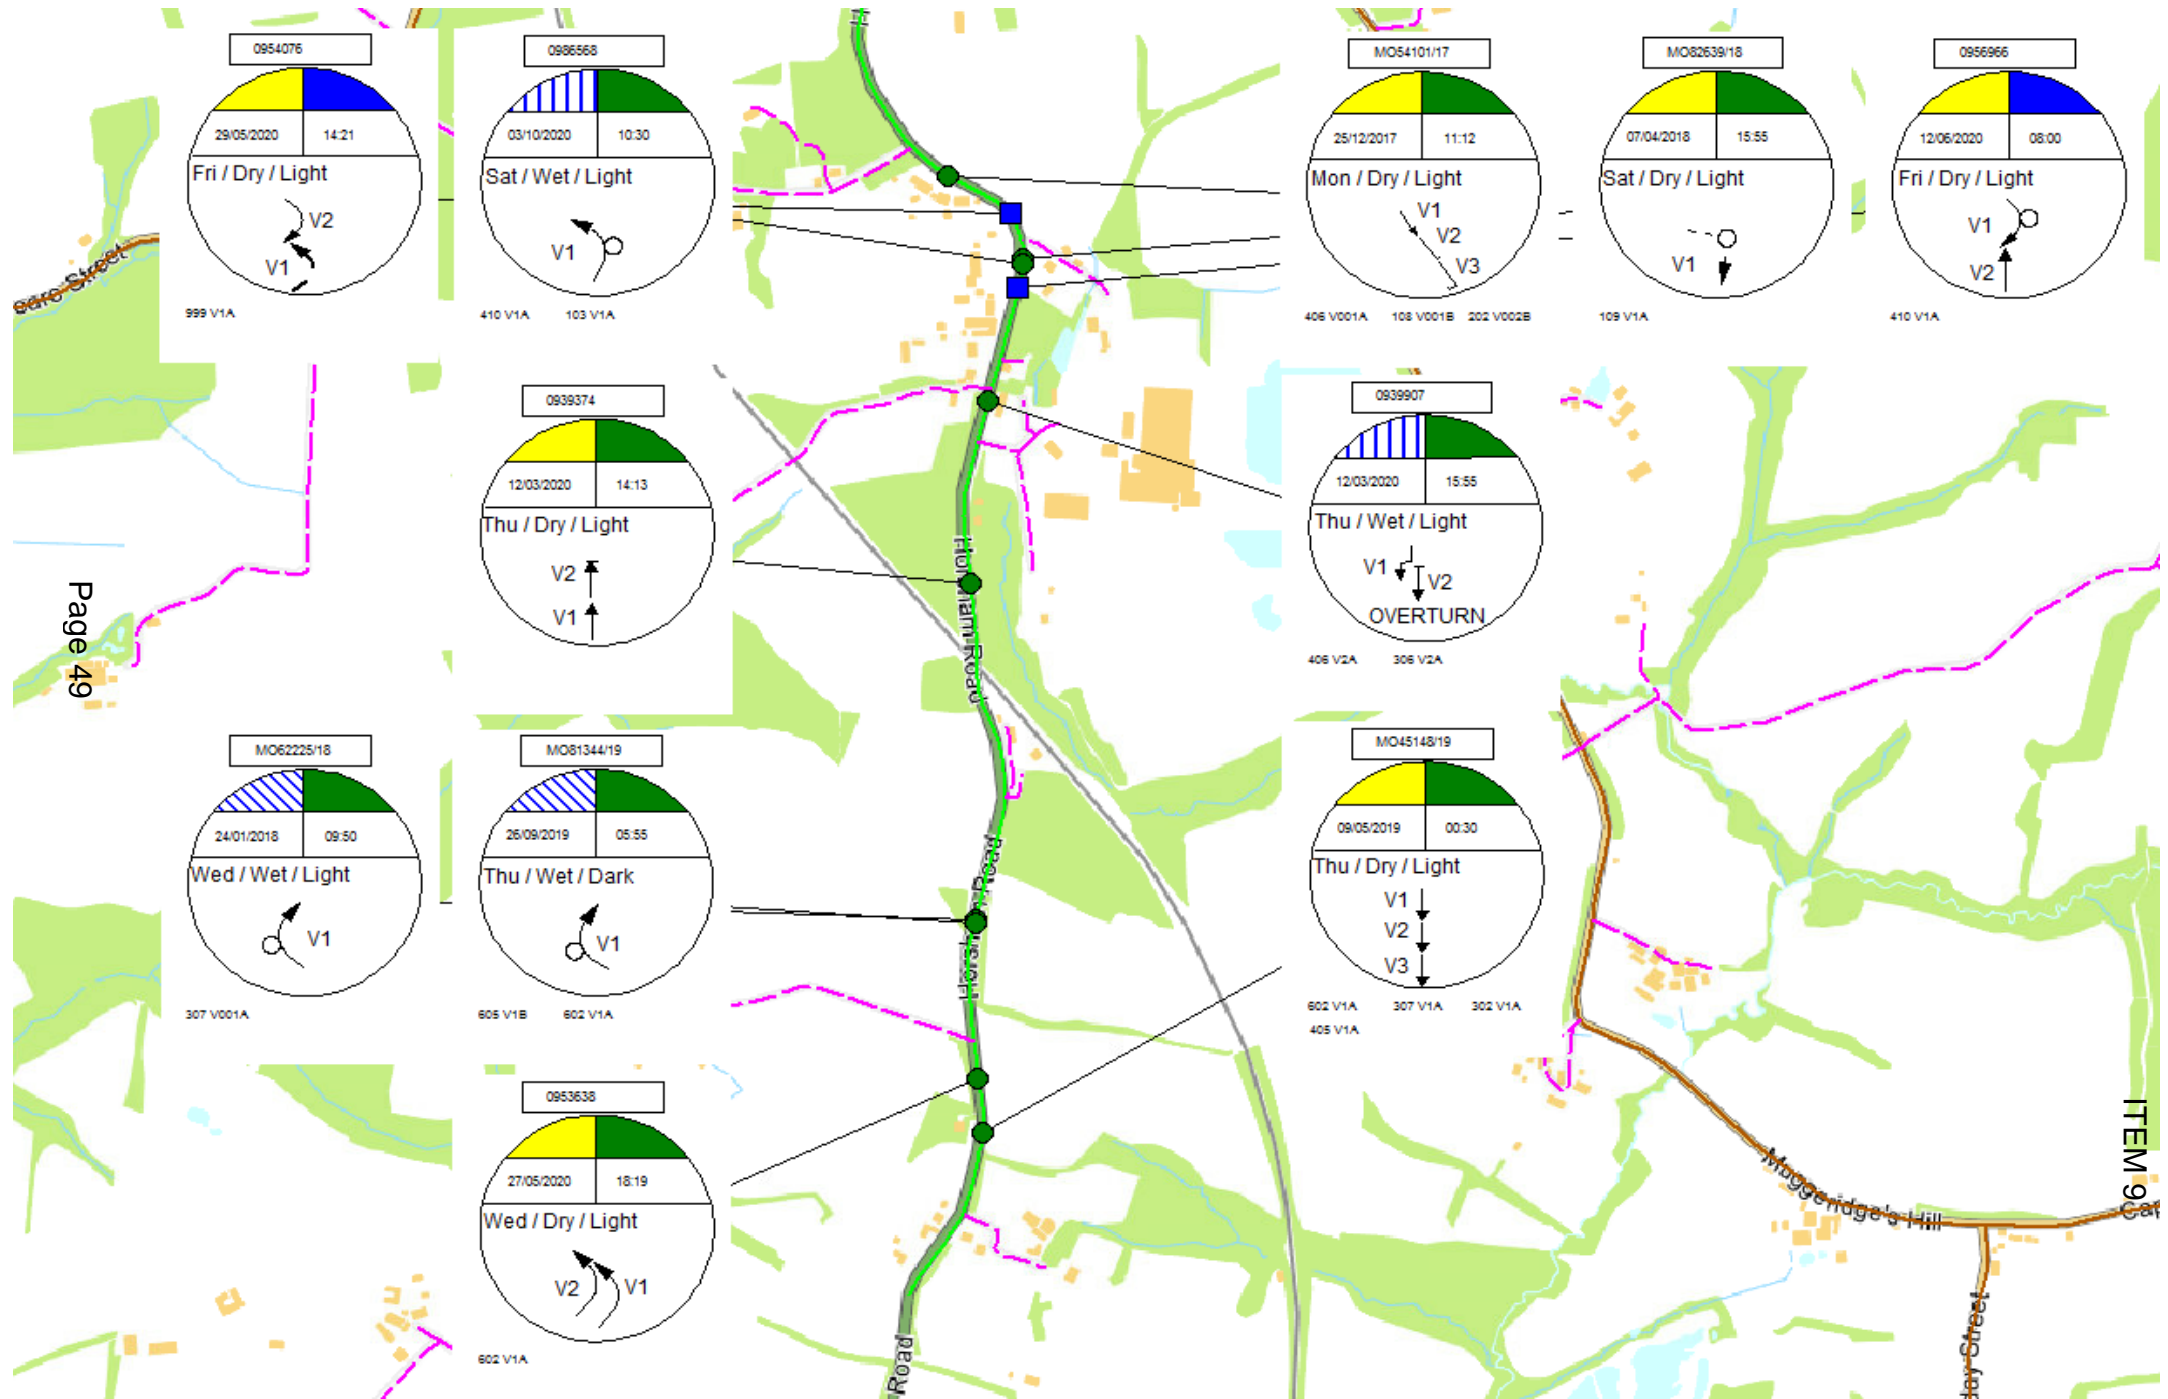 0954076
29/05/2020 14:21
Fri / Dry / Light
V2
V1
999 V1A
0986568
03/10/2020 10:30
Sat / Wet / Light
V1
410 V1A 103 V1A
MO54101/17
25/12/2017 11:12
Mon / Dry / Light
V1
V2
V3
406 V001A 108 V001B 202 V002B
MO82639/18
07/04/2018 15:55
Sat / Dry / Light
V1
109 V1A
0956966
12/06/2020 08:00
Fri / Dry / Light
V1
V2
410 V1A
Street
0939374
12/03/2020 14:13
Thu / Dry / Light
V2
V1
0939907
12/03/2020 15:55
Thu / Wet / Light
V1
V2
OVERTURN
406 V2A 306 V2A
Page 49
Road
MO62225/18
24/01/2018 09:50
Wed / Wet / Light
V1
307 V001A
MO81344/19
26/09/2019 05:55
Thu / Wet / Dark
V1
605 V1B 602 V1A
Road
MO45148/19
09/05/2019 00:30
Thu / Dry / Light
V1
V2
V3
602 V1A 307 V1A 302 V1A
405 V1A
0953638
27/05/2020 18:19
Wed / Dry / Light
V2 V1
602 V1A
Road
Muggeridge's Hill
ITEM 9
Street